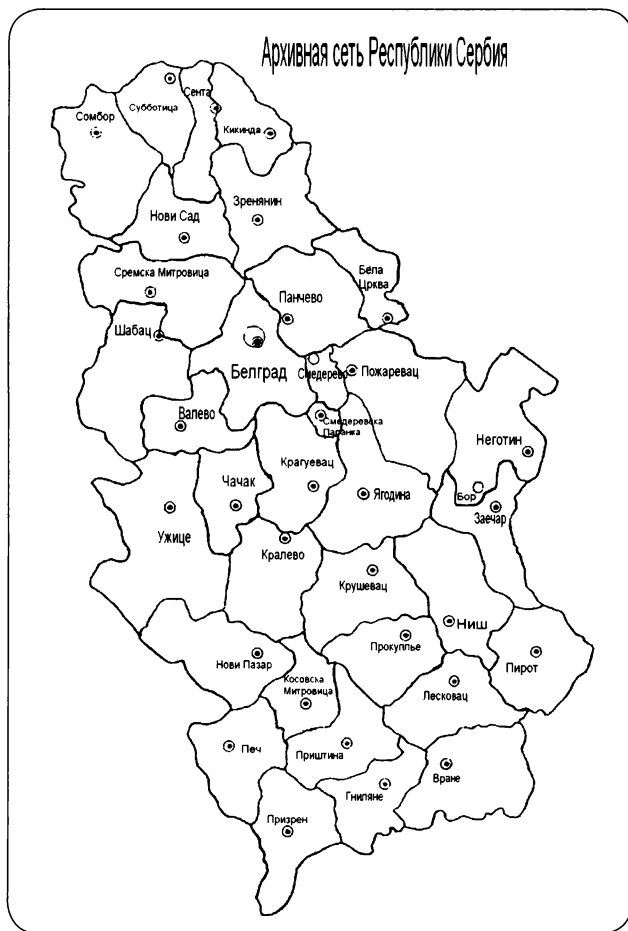 Архивная сеть Республики Сербия
Сомбор
Субботица
Сента
Кикинда
Нови Сад
Зренянин
Сремска Митровица
Панчево
Бела
Црква
Шабац
Белград
Смедерево
Пожаревац
Валево
Смедеревска
Паланка
Неготин
Крагуевац
Чачак
Ягодина
Бор
Заечар
Ужице
Кралево
Крушевац
Ниш
Прокуплье
Пирот
Нови Пазар
Косовска
Митровица
Лесковац
Печ
Приштина
Вране
Гниляне
Призрен